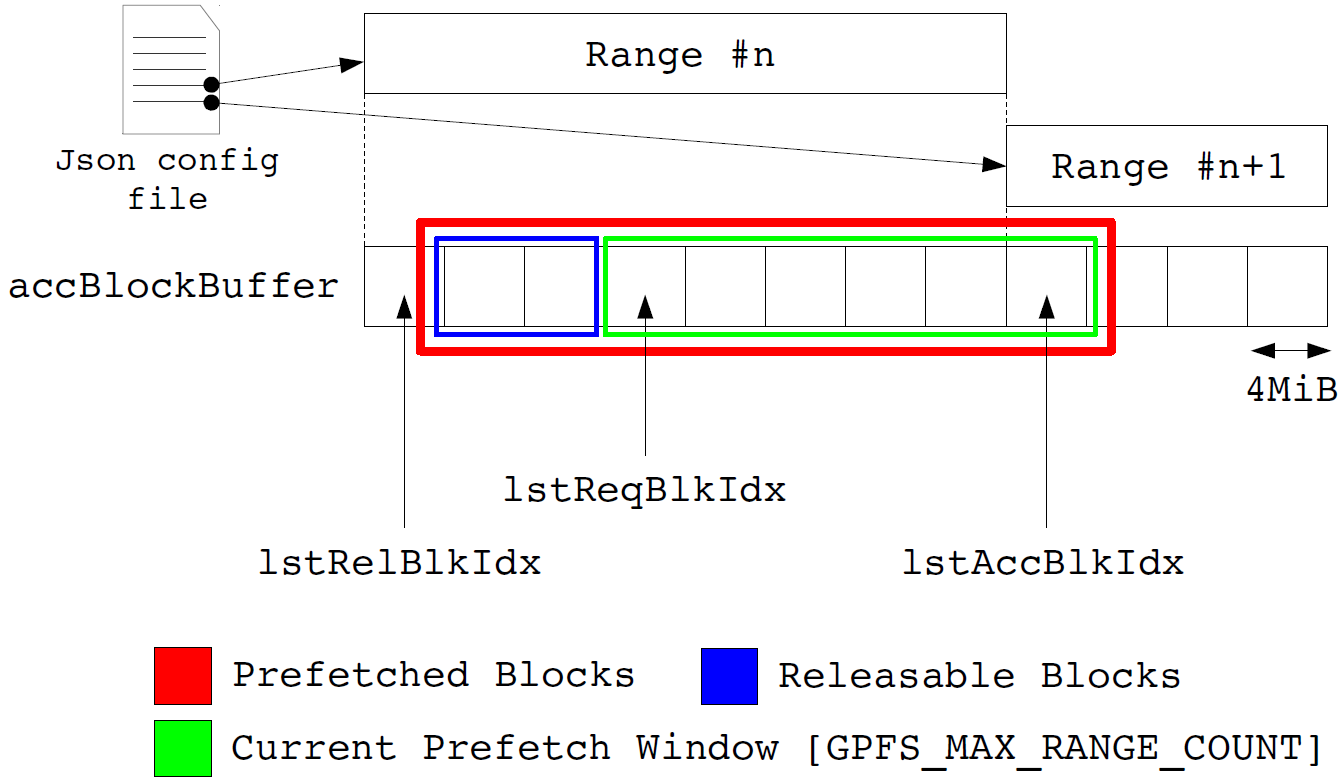 Range #n
Json config
file
Range #n+1
accBlockBuffer
4MiB
lstReqBlkIdx
lstRelBlkIdx
lstAccBlkIdx
Prefetched Blocks
Releasable Blocks
Current Prefetch Window [GPFS_MAX_RANGE_COUNT]